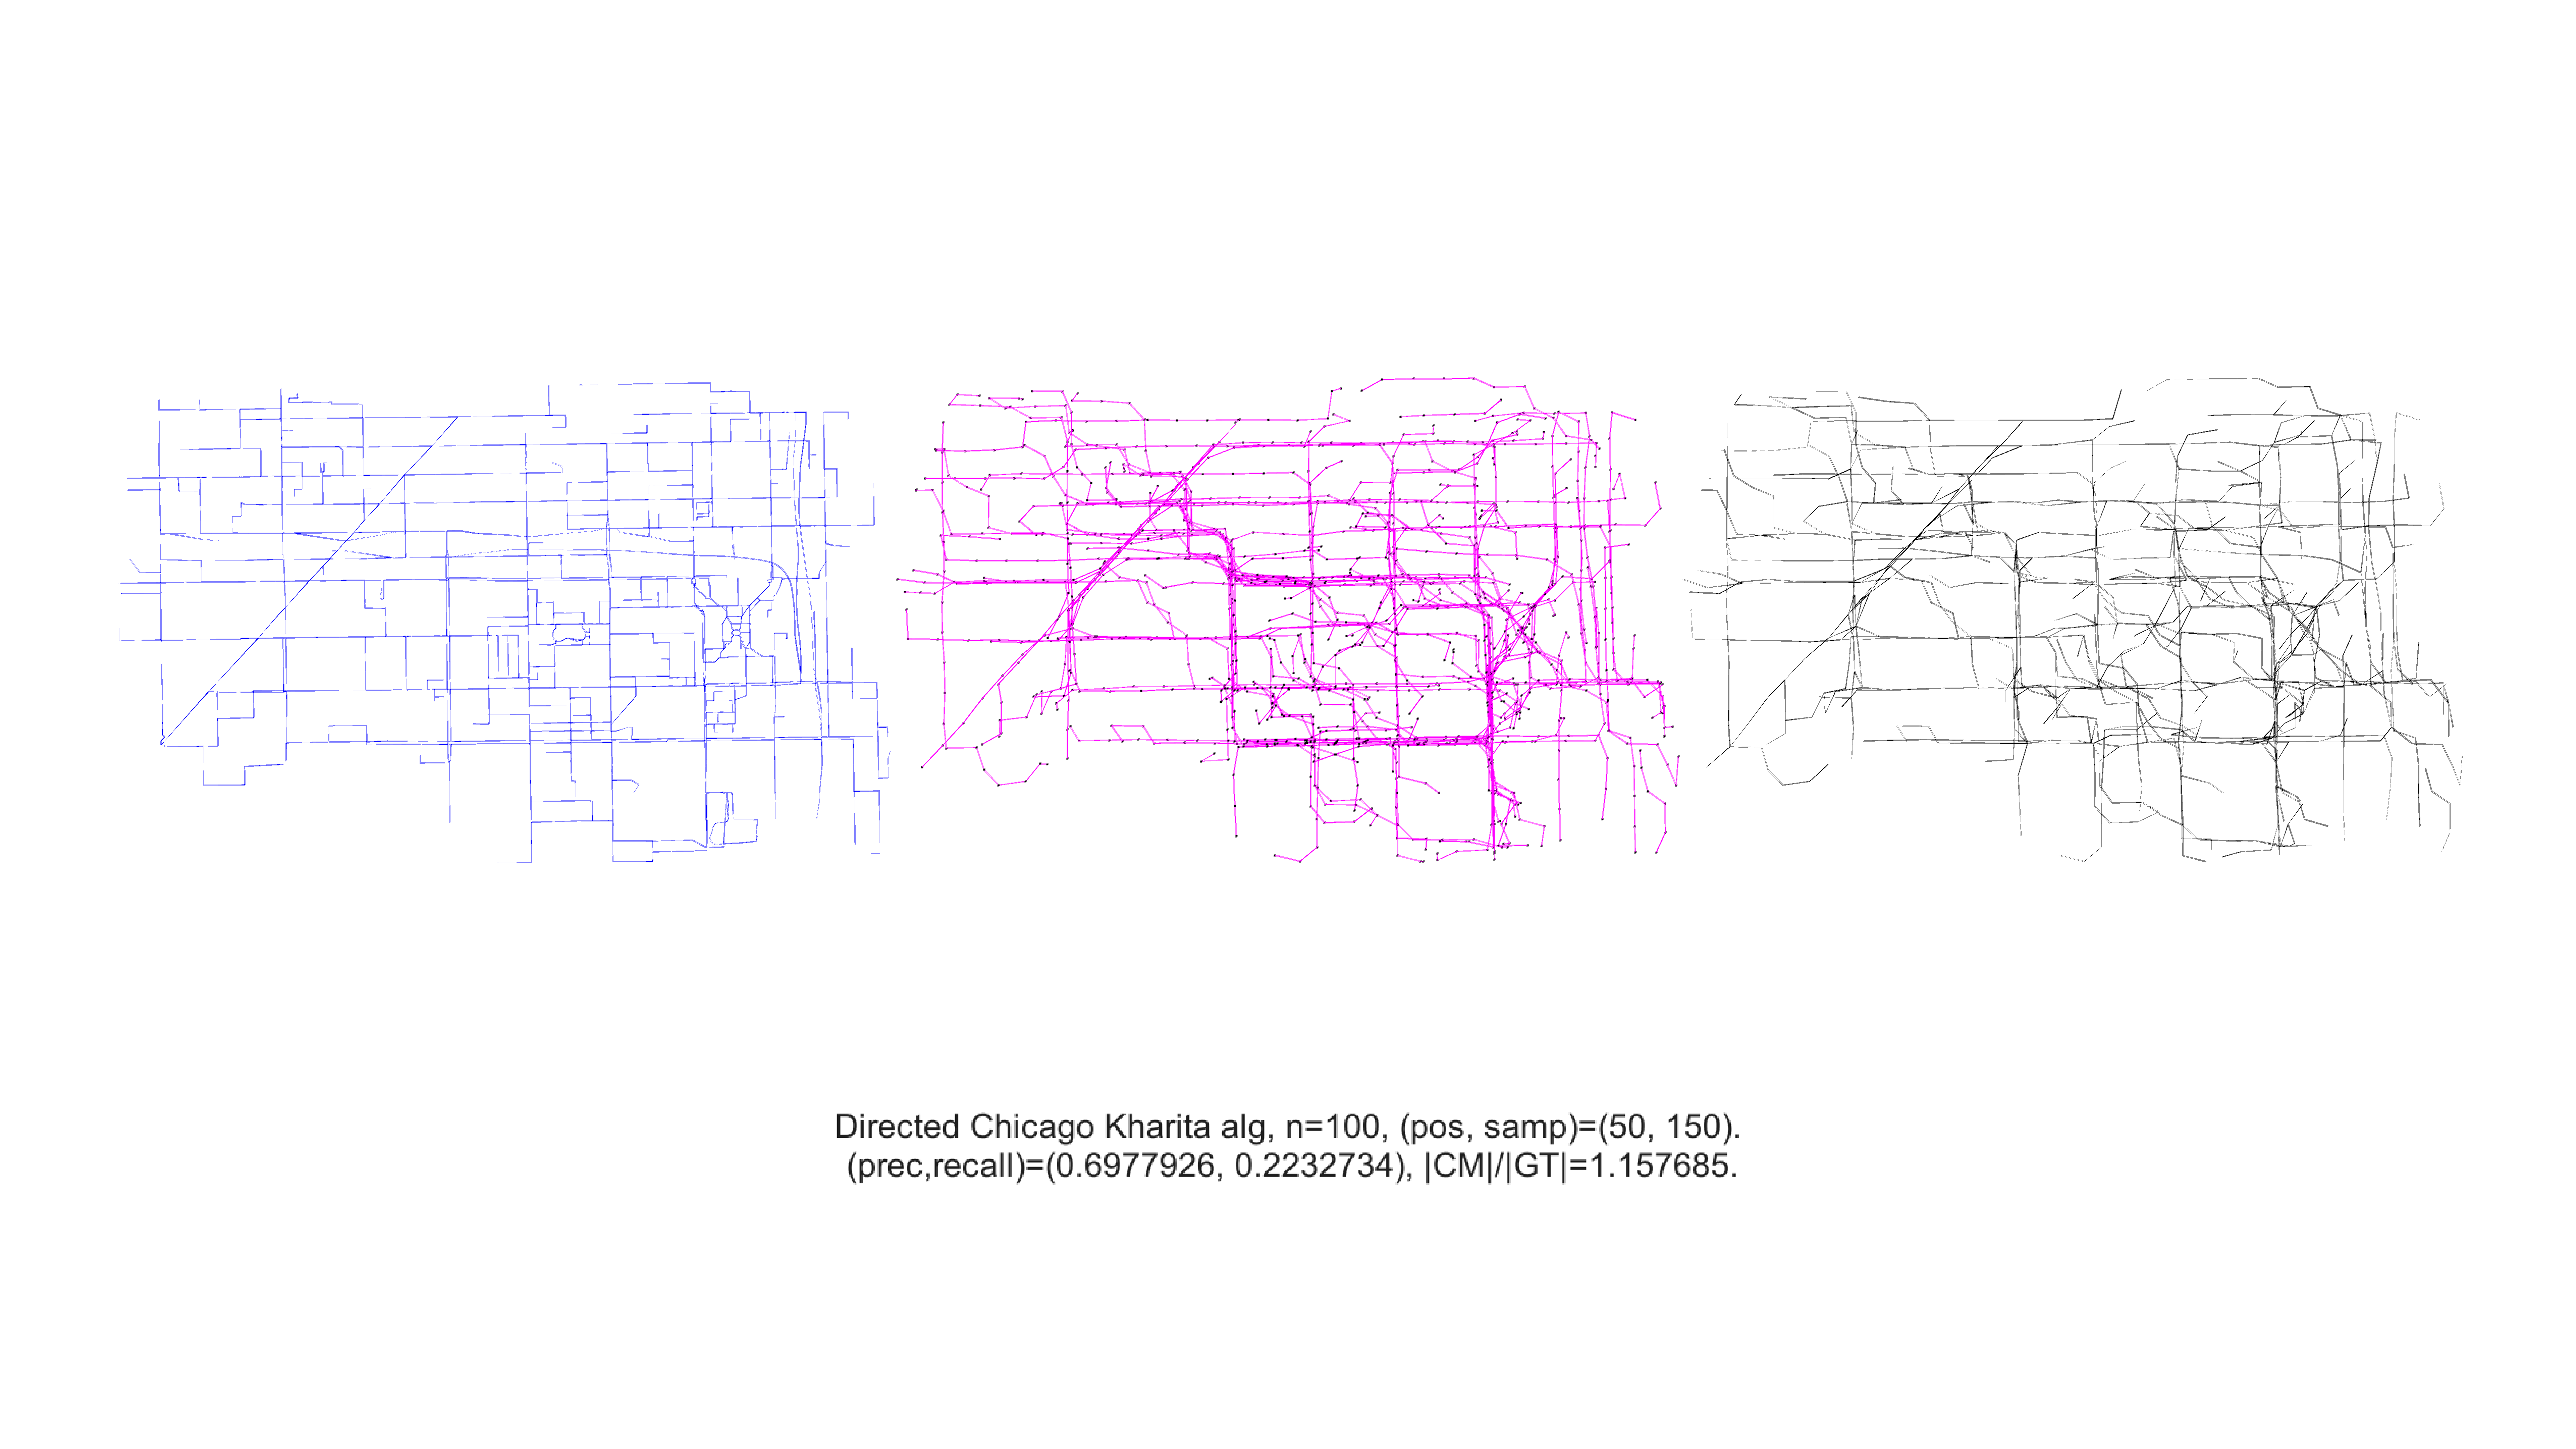 Directed Chicago Kharita alg, n=100, (pos, samp)=(50, 150).
(prec,recall)=(0.6977926, 0.2232734), |CM|/|GT|=1.157685.